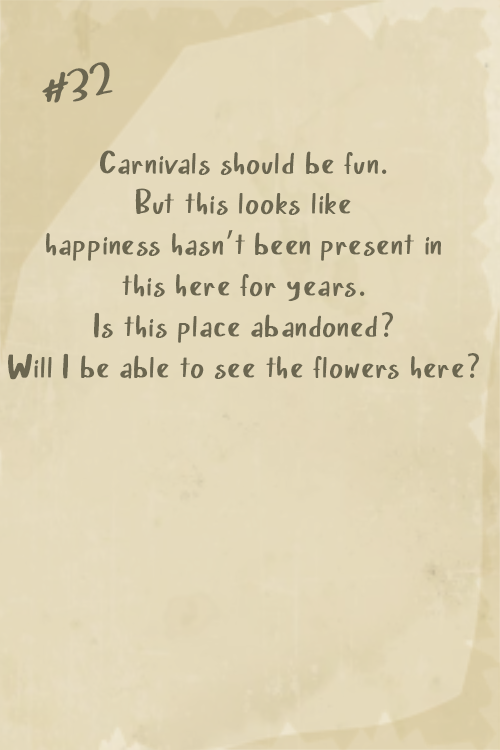 #32
Carnivals should be fun.
But this looks like
happiness hasn't been present in
this here for years.
Is this place abandoned?
Will I be able to see the flowers here?